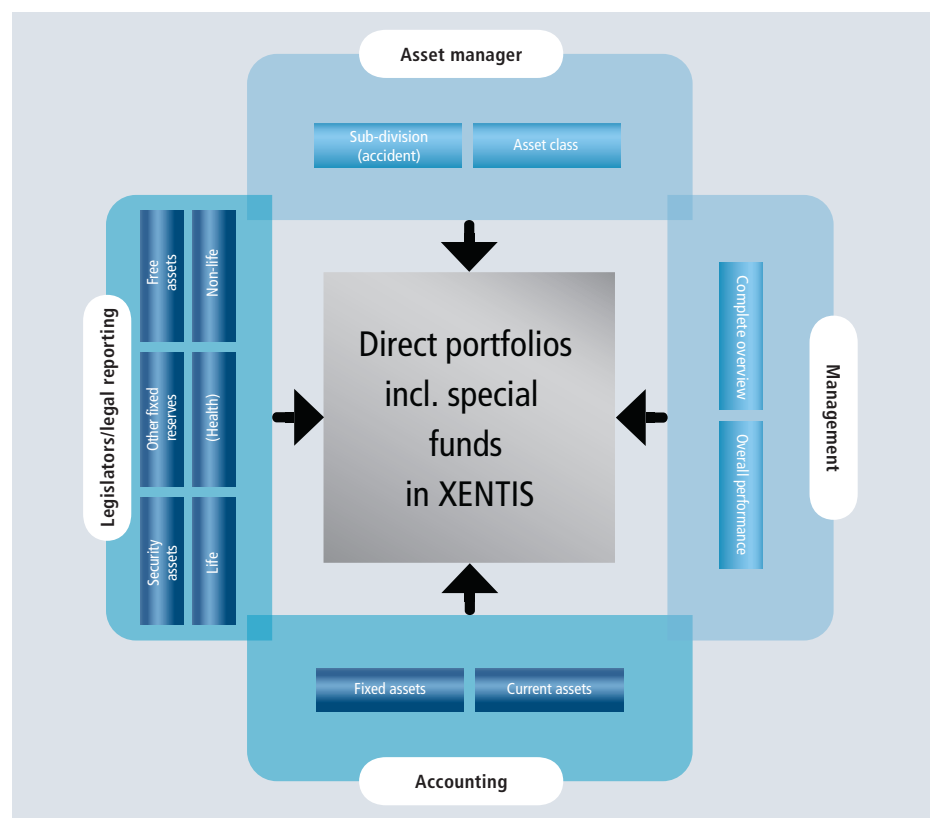 Asset manager
Sub-division
(accident)
Asset class
Legislators/legal reporting
Free
assets
Non-life
Other fixed
reserves
(Health)
Security
assets
Life
Direct portfolios
incl. special
funds
in XENTIS
Complete overview
Overall performance
Management
Fixed assets
Current assets
Accounting